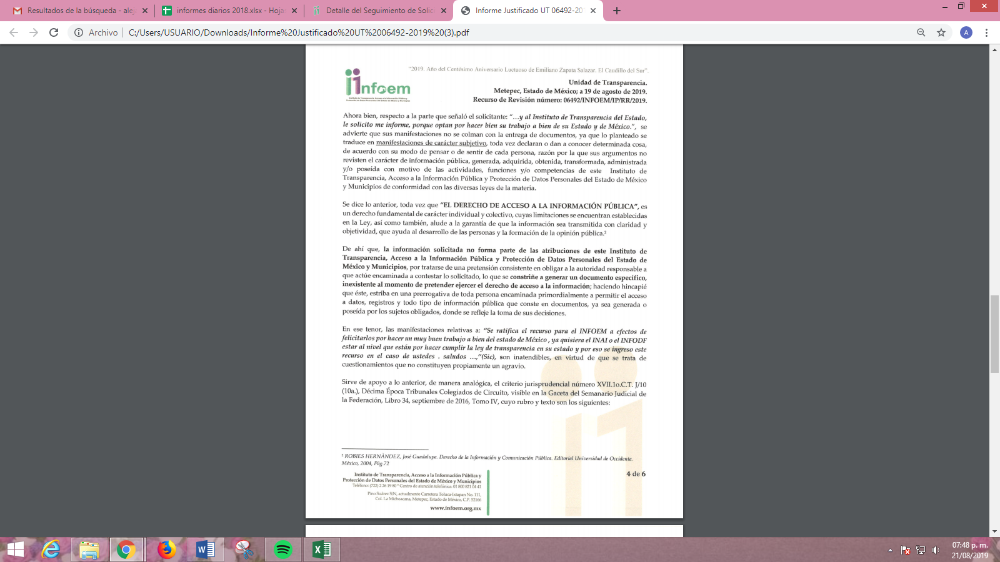 Resultados de la búsqueda - alej
informes diarios 2018.xlsx - Hoja
Detalle del Seguimiento de Solic
Informe Justificado UT 06492-20
Archivo
C:/Users/USUARIO/Downloads/Informe%20Justificado%20UT%2006492-2019%20(3).pdf
A
"2019. Año del Centésimo Aniversario Luctuoso de Emiliano Zapata Salazar. El Caudillo del Sur".
infoem
Instituto de Transparencia, Acceso a la Información Pública y
Protección de Datos Personales del Estado de México y Municipios
Unidad de Transparencia.
Metepec, Estado de México; a 19 de agosto de 2019.
Recurso de Revisión número: 06492/INFOEM/IP/RR/2019.
Ahora bien, respecto a la parte que señaló el solicitante: "…y al Instituto de Transparencia del Estado,
le solicito me informe, porque optan por hacer bien su trabajo a bien de su Estado y de México.", se
advierte que sus manifestaciones no se colman con la entrega de documentos, ya que lo planteado se
traduce en manifestaciones de carácter subjetivo, toda vez declaran o dan a conocer determinada cosa,
de acuerdo con su modo de pensar o de sentir de cada persona, razón por la que sus argumentos no
revisten el carácter de información pública, generada, adquirida, obtenida, transformada, administrada
y/o poseída con motivo de las actividades, funciones y/o competencias de este Instituto de
Transparencia, Acceso a la Información Pública y Protección de Datos Personales del Estado de México
y Municipios de conformidad con las diversas leyes de la materia.
Se dice lo anterior, toda vez que "EL DERECHO DE ACCESO A LA INFORMACIÓN PÚBLICA", es
un derecho fundamental de carácter individual y colectivo, cuyas limitaciones se encuentran establecidas
en la Ley, así como también, alude a la garantía de que la información sea transmitida con claridad y
objetividad, que ayuda al desarrollo de las personas y la formación de la opinión pública.²
De ahí que, la información solicitada no forma parte de las atribuciones de este Instituto de
Transparencia, Acceso a la Información Pública y Protección de Datos Personales del Estado de
México y Municipios, por tratarse de una pretensión consistente en obligar a la autoridad responsable a
que actúe encaminada a contestar lo solicitado, lo que se constriñe a generar un documento específico,
inexistente al momento de pretender ejercer el derecho de acceso a la información; haciendo hincapié
que éste, estriba en una prerrogativa de toda persona encaminada primordialmente a permitir el acceso
a datos, registros y todo tipo de información pública que conste en documentos, ya sea generada o
poseída por los sujetos obligados, donde se refleje la toma de sus decisiones.
En ese tenor, las manifestaciones relativas a: "Se ratifica el recurso para el INFOEM a efectos de
felicitarlos por hacer un muy buen trabajo a bien del estado de México , ya quisiera el INAI o el INFODF
estar al nivel que están por hacer cumplir la ley de transparencia en su estado y por eso se ingreso este
recurso en el caso de ustedes . saludos …,"(Sic), son inatendibles, en virtud de que se trata de
cuestionamientos que no constituyen propiamente un agravio.
Sirve de apoyo a lo anterior, de manera analógica, el criterio jurisprudencial número XVII.1o.C.T. J/10
(10a.), Décima Época Tribunales Colegiados de Circuito, visible en la Gaceta del Semanario Judicial de
la Federación, Libro 34, septiembre de 2016, Tomo IV, cuyo rubro y texto son los siguientes:
² ROBIES HERNÁNDEZ, José Guadalupe. Derecho de la Información y Comunicación Pública. Editorial Universidad de Occidente.
México, 2004, Pág.72
Instituto de Transparencia, Acceso a la Información Pública y
Protección de Datos Personales del Estado de México y Municipios
Teléfono: (722) 2 26 19 80 * Centro de atención telefónica: 01 800 821 04 41
Pino Suárez S/N, actualmente Carretera Toluca-Ixtapan No. 111,
Col. La Michoacana, Metepec, Estado de México, C.P. 52166
www.infoem.org.mx
4 de 6
07:48 p. m.
21/08/2019